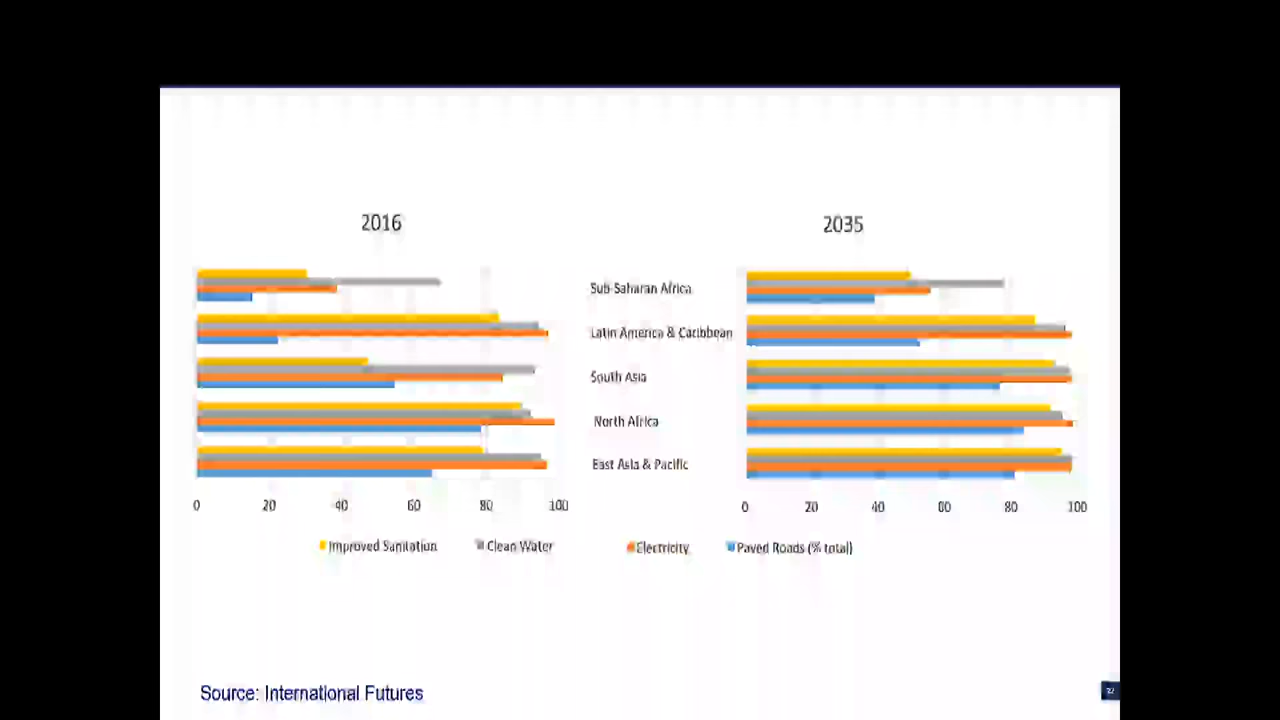 2016
2035
Sub-Saharan Africa
Latin America & Caribbean
South Asia
North Africa
East Asia & Pacific
0 20 40 60 80 100
0 20 40 60 80 100
Improved Sanitation Clean Water Electricity Paved Roads (% total)
Source: International Futures